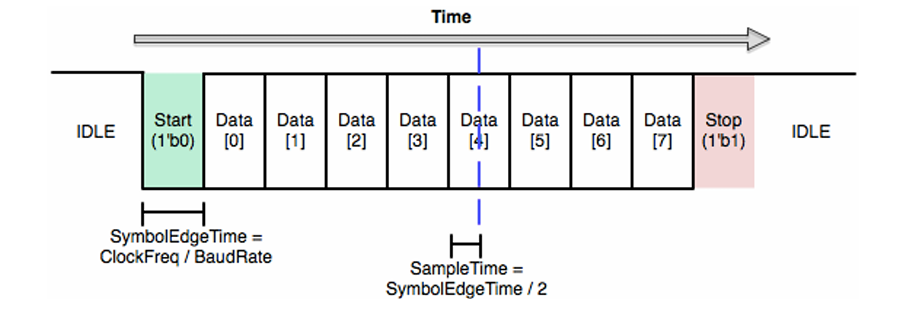 Time
IDLE
Start
(1'b0)
Data
[0]
Data
[1]
Data
[2]
Data
[3]
Data
[4]
Data
[5]
Data
[6]
Data
[7]
Stop
(1'b1)
IDLE
SymbolEdgeTime =
ClockFreq / BaudRate
SampleTime =
SymbolEdgeTime / 2